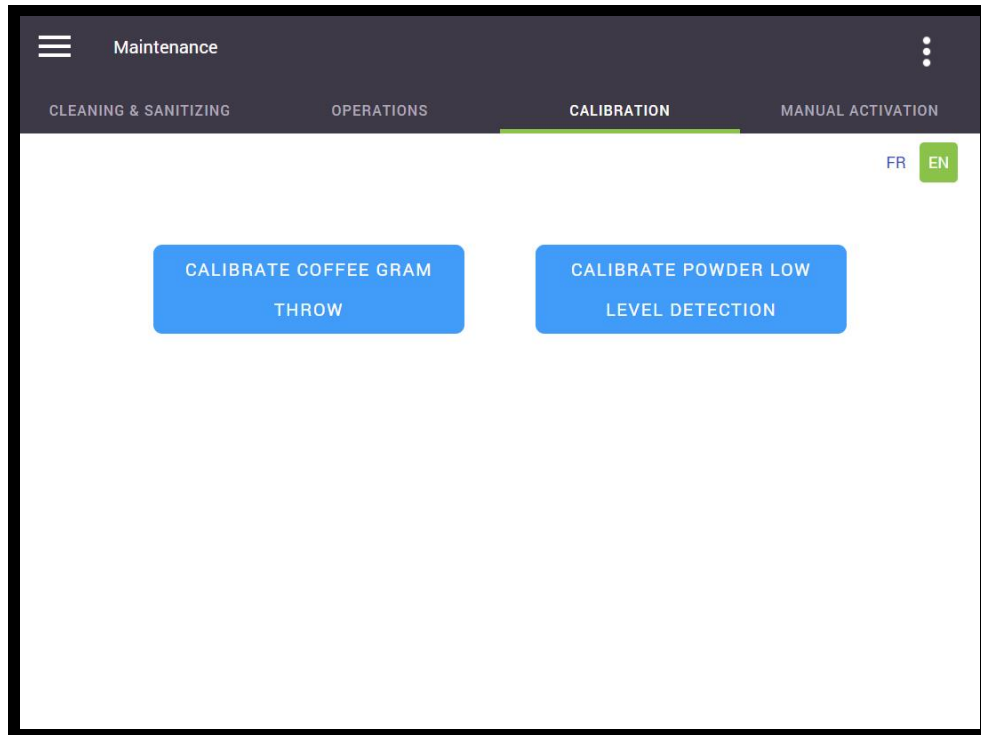 Maintenance
CLEANING & SANITIZING
OPERATIONS
CALIBRATION
MANUAL ACTIVATION
FR
EN
CALIBRATE COFFEE GRAM
THROW
CALIBRATE POWDER LOW
LEVEL DETECTION